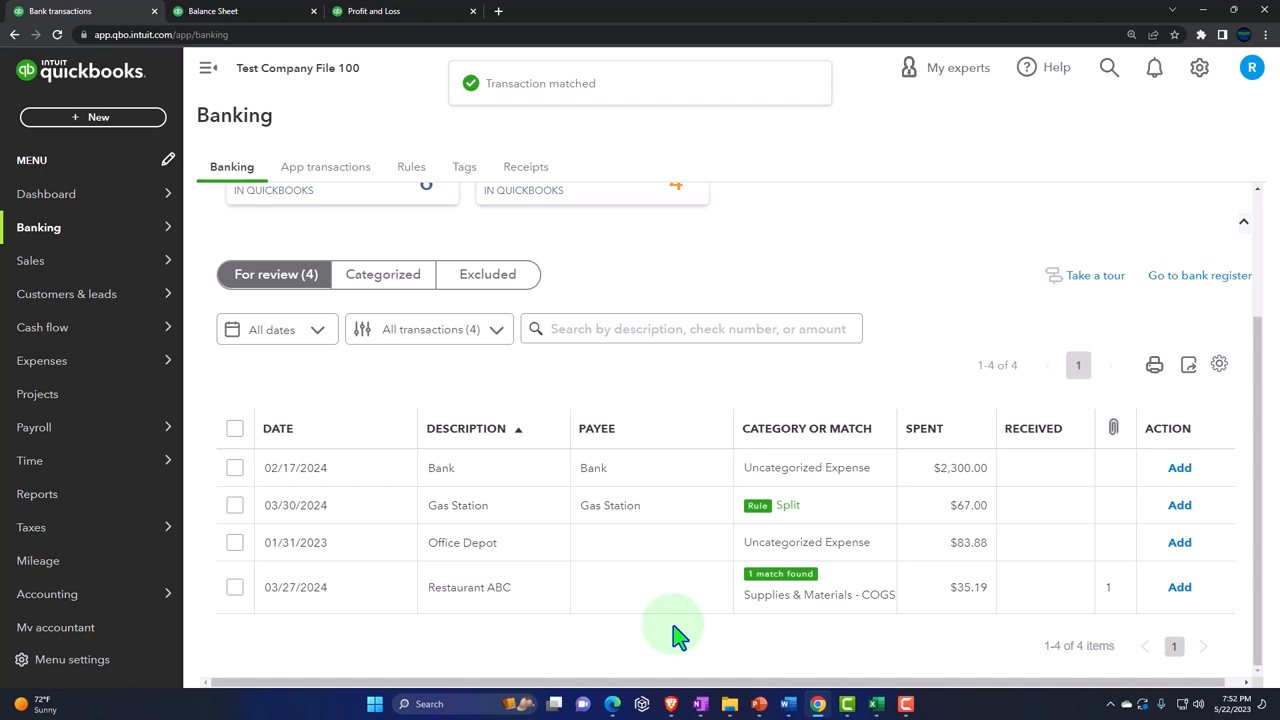 Bank transactions
Balance Sheet
Profit and Loss
app.qbo.intuit.com/app/banking
INTUIT
quickbooks.
Test Company File 100
Transaction matched
My experts
Help
R
+ New
Banking
MENU
Banking App transactions Rules Tags Receipts
Dashboard
IN QUICKBOOKS
IN QUICKBOOKS 4
Banking
Sales
For review (4) Categorized Excluded
Take a tour Go to bank register
Customers & leads
Cash flow
All dates
All transactions (4)
Search by description, check number, or amount
Expenses
1-4 of 4 1
Projects
Payroll
DATE DESCRIPTION PAYEE CATEGORY OR MATCH SPENT RECEIVED ACTION
Time
02/17/2024 Bank Bank Uncategorized Expense $2,300.00 Add
Reports
03/30/2024 Gas Station Gas Station Rule Split $67.00 Add
Taxes
01/31/2023 Office Depot Uncategorized Expense $83.88 Add
Mileage
1 match found
03/27/2024 Restaurant ABC Supplies & Materials - COGS $35.19 1 Add
Accounting
My accountant
1-4 of 4 items 1
Menu settings
72°F
Sunny
Search
7:52 PM
5/22/2023